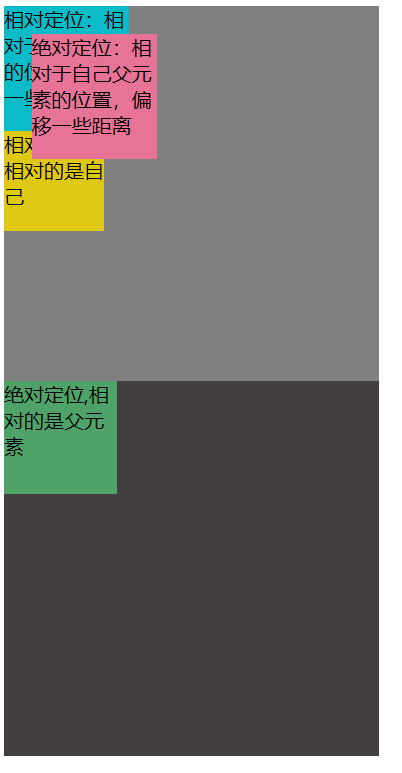 相对定位：相
对于
的位
一些
绝对定位：相
对于自己父元
素的位置，偏
移一些距离
相对
相对的是自
己
绝对定位,相
对的是父元
素